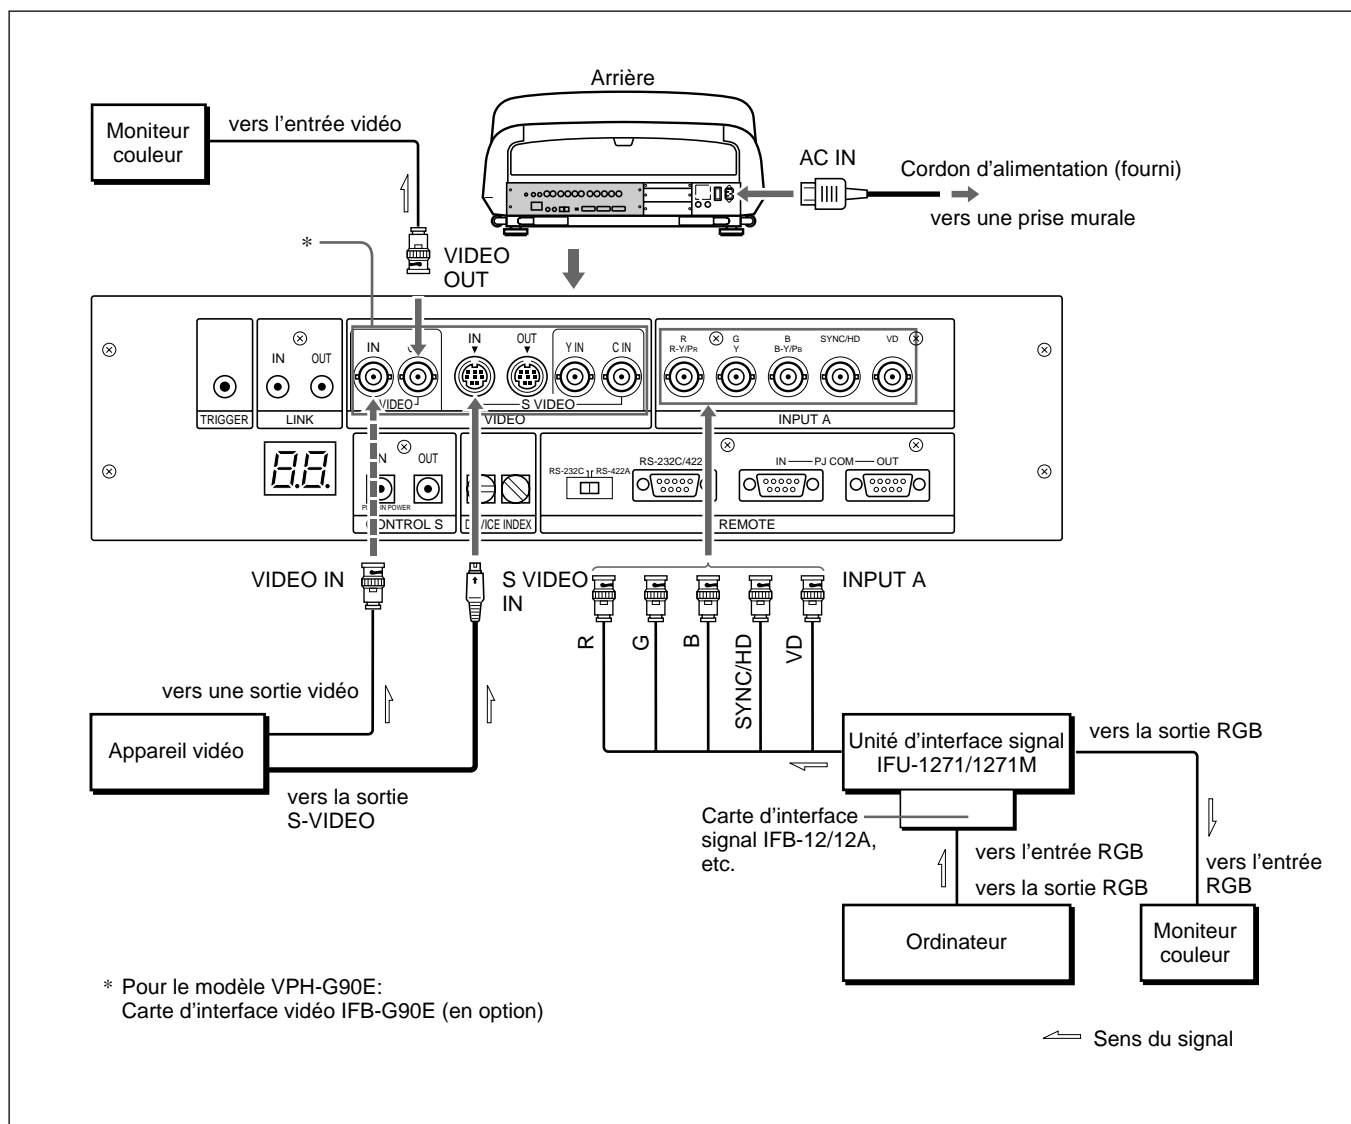 Arrière
Moniteur
couleur
vers l'entrée vidéo
AC IN
Cordon d'alimentation (fourni)
vers une prise murale
*
VIDEO
OUT
IN
IN
OUT
Y IN
C IN
R
R-Y/PR
G
Y
B
B-Y/PB
SYNC/HD
VD
IN
OUT
VIDEO
S VIDEO
TRIGGER
LINK
VIDEO
INPUT A
OUT
RS-232C
RS-422A
RS-232C/422
IN
PJ COM
OUT
IN POWER
CONTROL S
INDEX
REMOTE
VIDEO IN
S VIDEO
IN
INPUT A
R
G
B
SYNC/HD
VD
vers une sortie vidéo
Appareil vidéo
vers la sortie
S-VIDEO
Unité d'interface signal
IFU-1271/1271M
vers la sortie RGB
Carte d'interface
signal IFB-12/12A,
etc.
vers l'entrée RGB
vers la sortie RGB
vers l'entrée
RGB
Ordinateur
Moniteur
couleur
* Pour le modèle VPH-G90E:
Carte d'interface vidéo IFB-G90E (en option)
Sens du signal